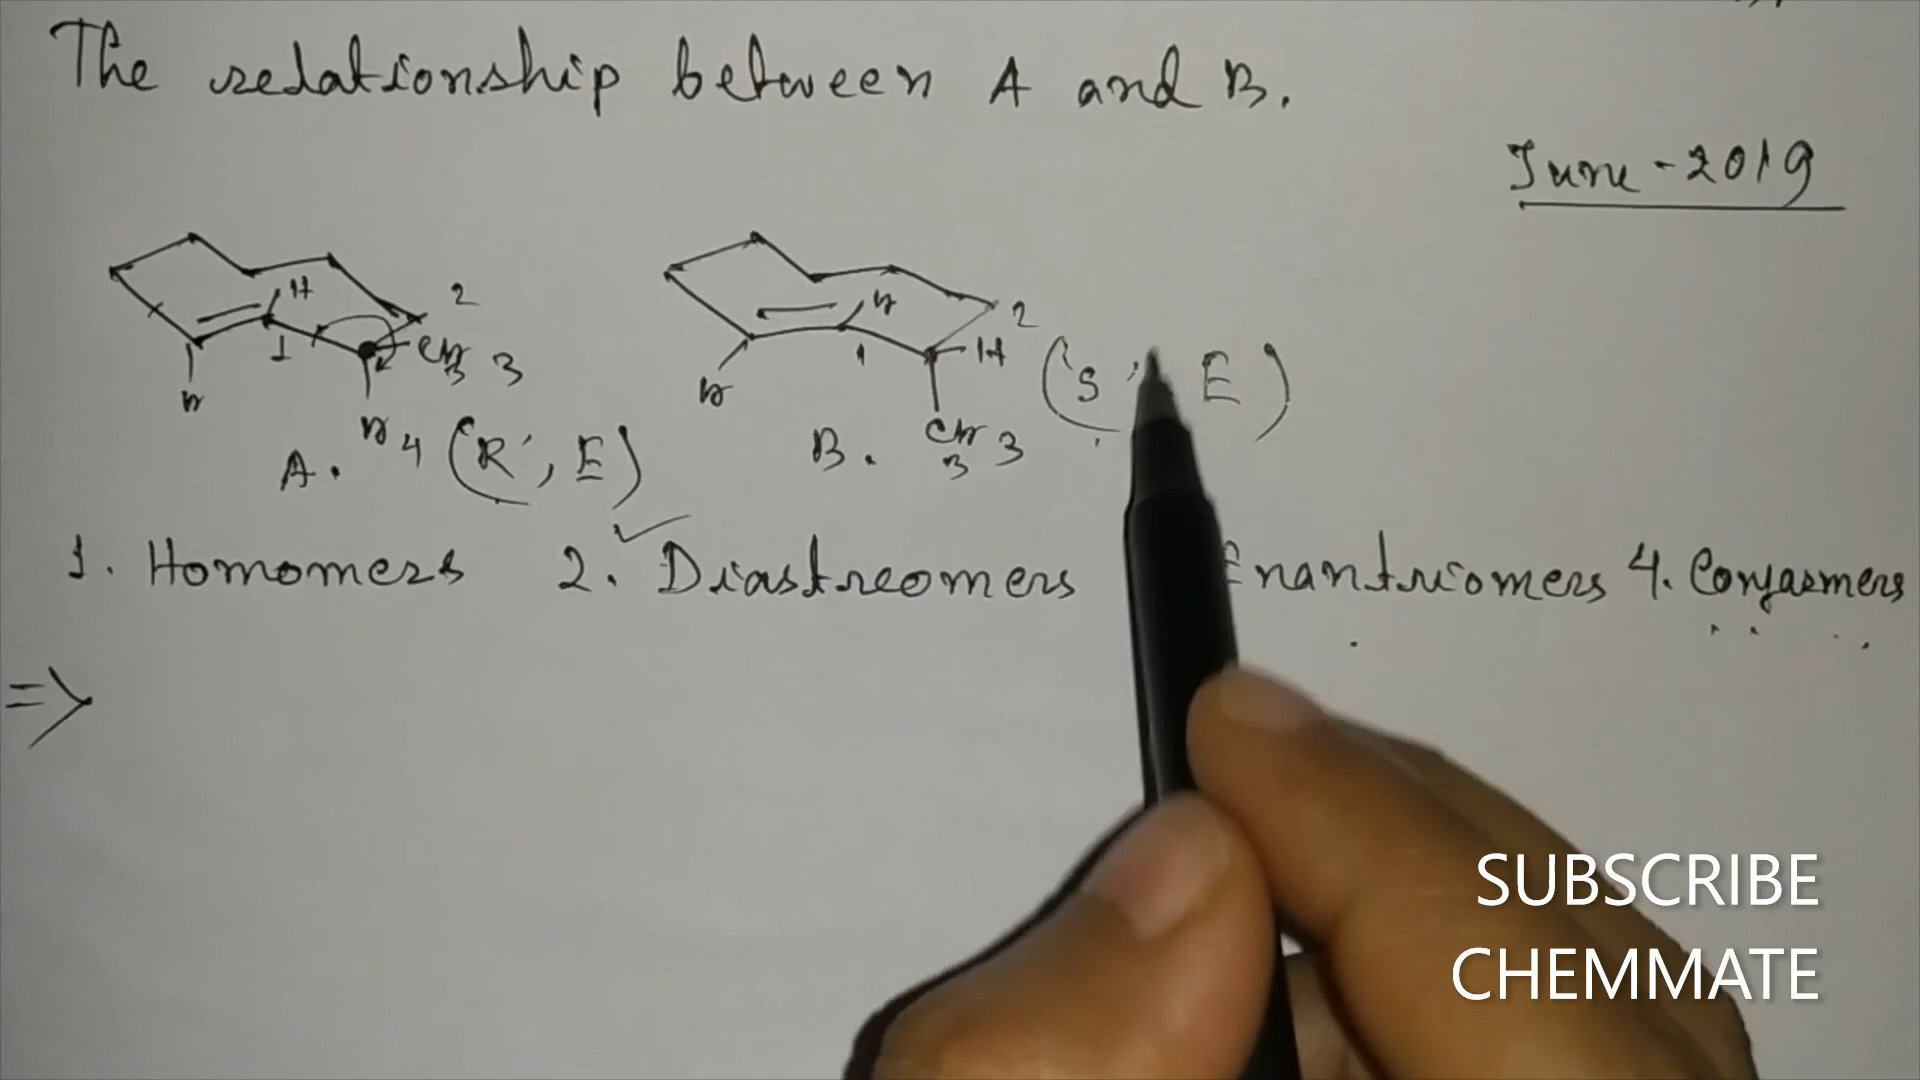 The relationship between A and B.
June - 2019
H 2
1 CH3 3
H
H 4
A. (R', E)
H 2
1 H
H
CH3 3
B. (S', E)
1. Homomers 2. Diastreomers Enantriomers 4. Conformers
=>
SUBSCRIBE
CHEMMATE